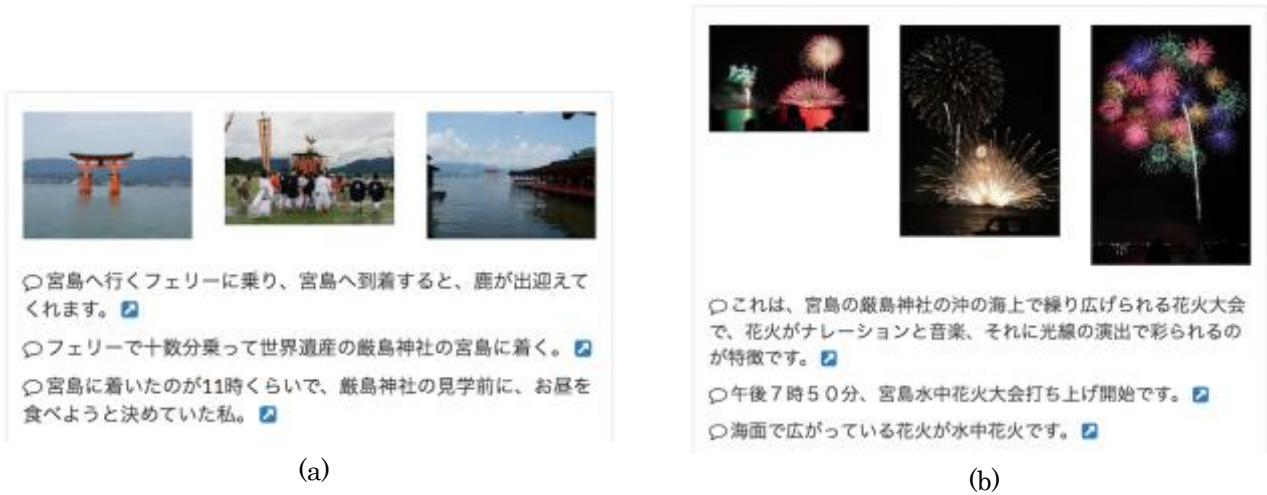 宮島へ行くフェリーに乗り、宮島へ到着すると、鹿が出迎えて
くれます。
フェリーで十数分乗って世界遺産の厳島神社の宮島に着く。
宮島に着いたのが11時くらいで、厳島神社の見学前に、お昼を
食べようと決めていた私。
(a)
これは、宮島の厳島神社の沖の海上で繰り広げられる花火大会
で、花火がナレーションと音楽、それに光線の演出で彩られるの
が特徴です。
午後７時５０分、宮島水中花火大会打ち上げ開始です。
海面で広がっている花火が水中花火です。
(b)